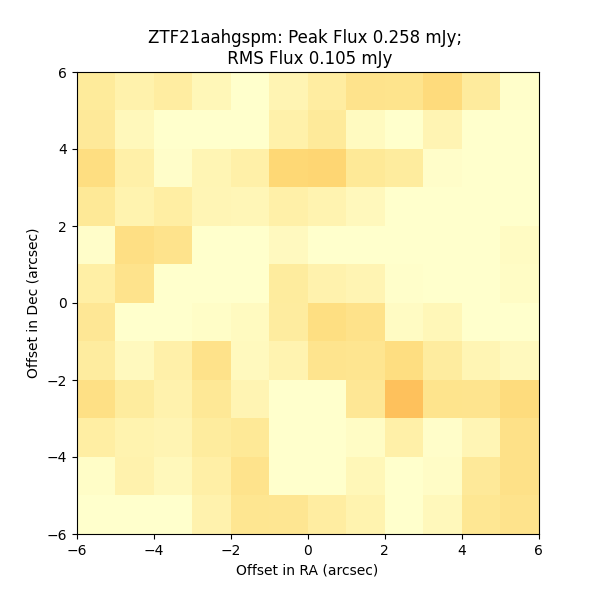 ZTF21aahgspm: Peak Flux 0.258 mJy;
RMS Flux 0.105 mJy
6
4
2
0
−2
−4
−6
Offset in Dec (arcsec)
−6 −4 −2 0 2 4 6
Offset in RA (arcsec)